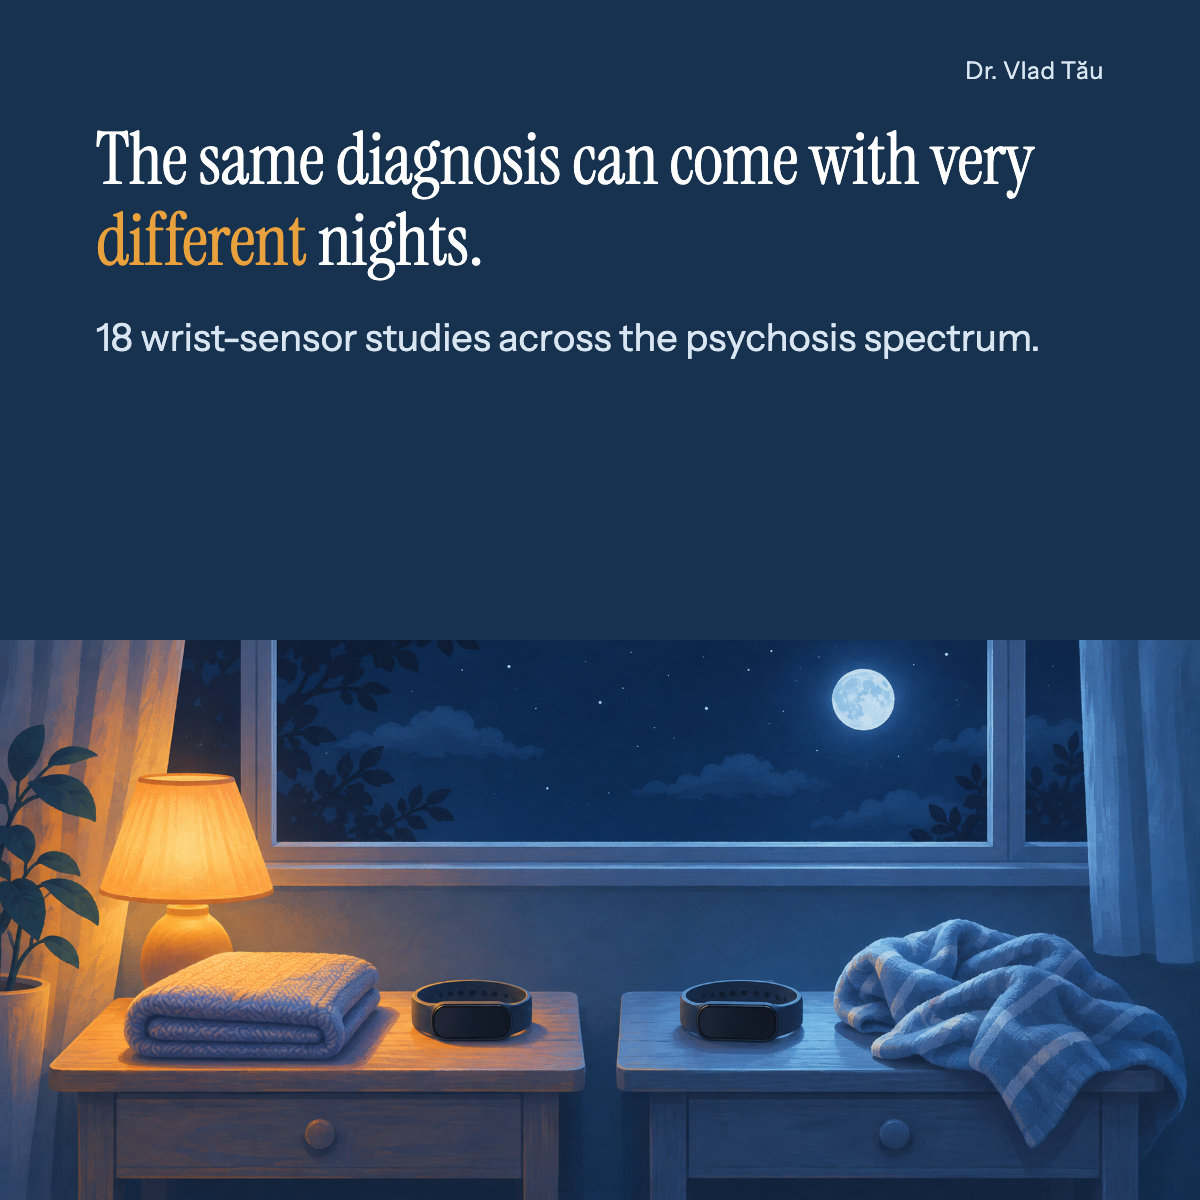 Dr. Vlad Tău
The same diagnosis can come with very
different nights.
18 wrist-sensor studies across the psychosis spectrum.